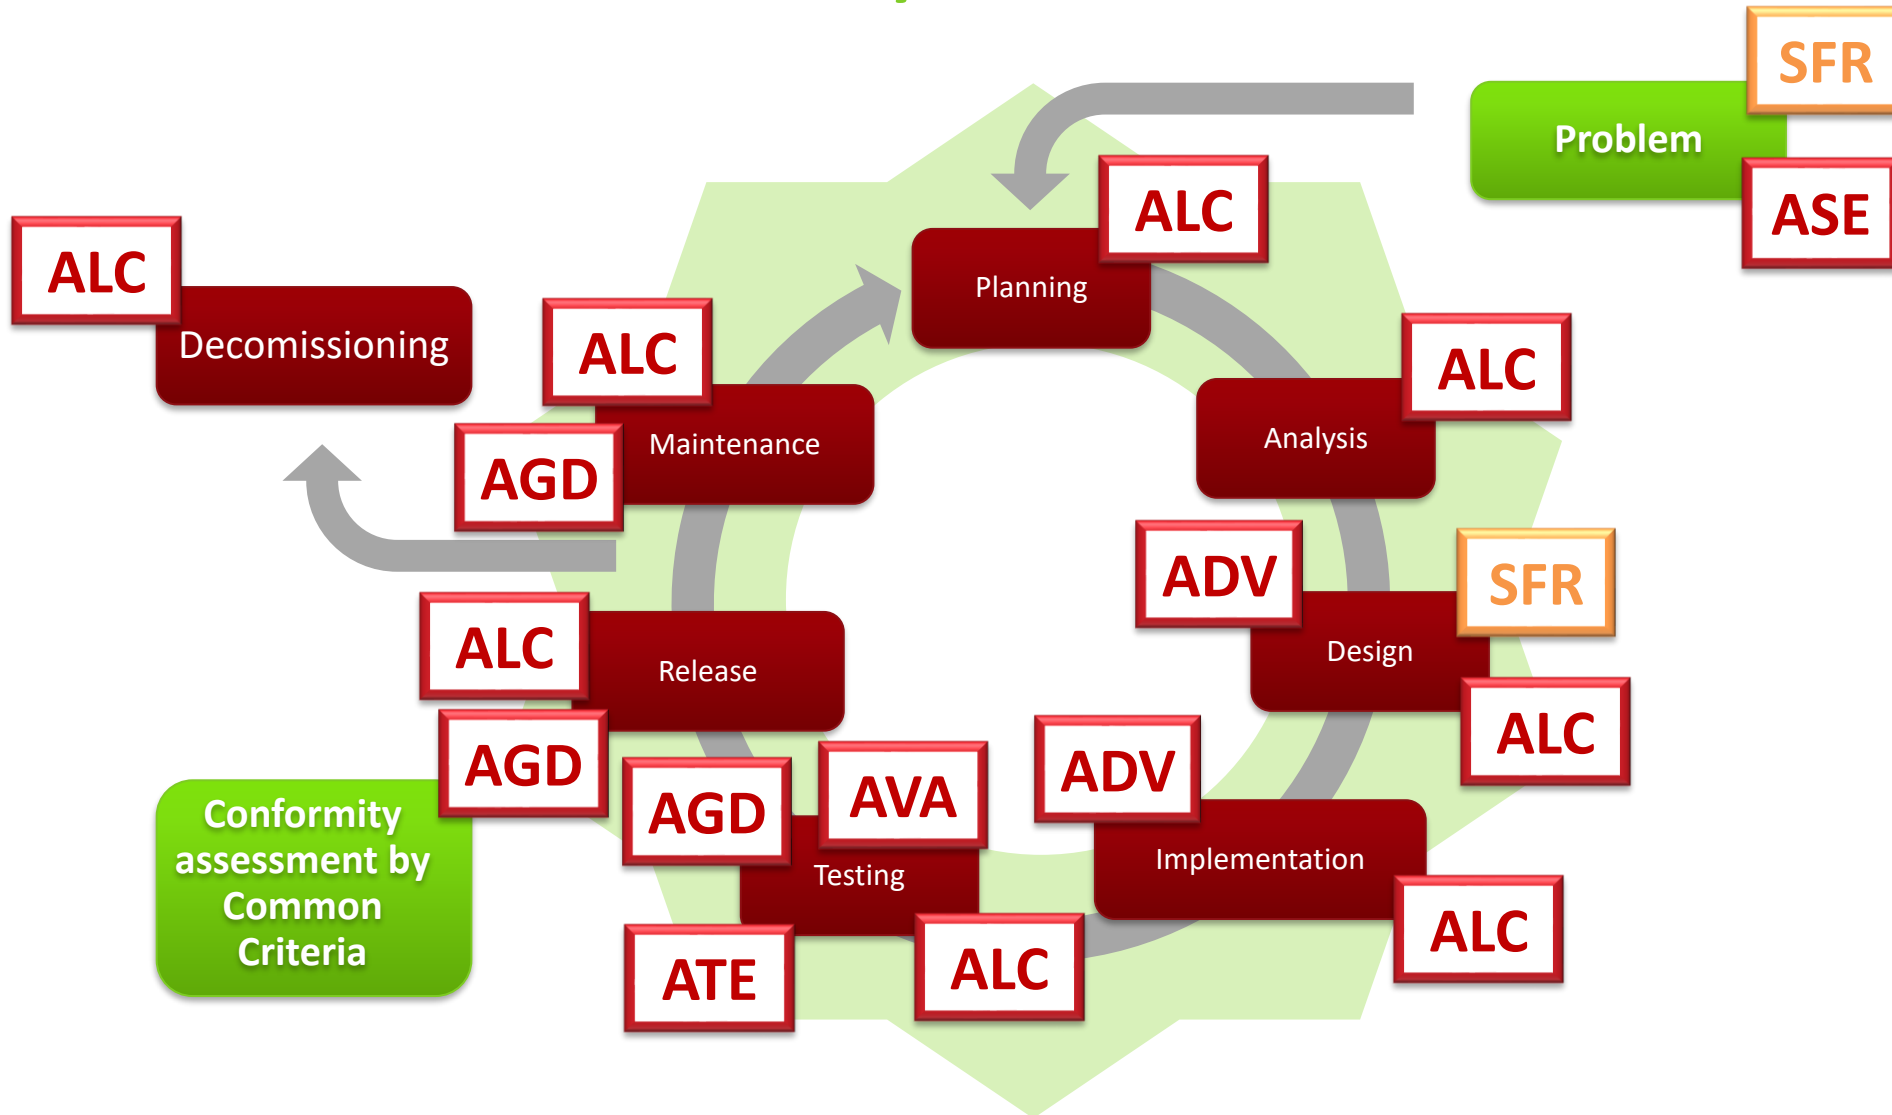 SFR
Problem
ASE
ALC
Planning
ALC
Decomissioning
ALC
Maintenance
AGD
ALC
Analysis
ADV
SFR
Design
ALC
ALC
Release
AGD
ADV
Implementation
ALC
AGD
AVA
Testing
ATE
ALC
Conformity
assessment by
Common
Criteria